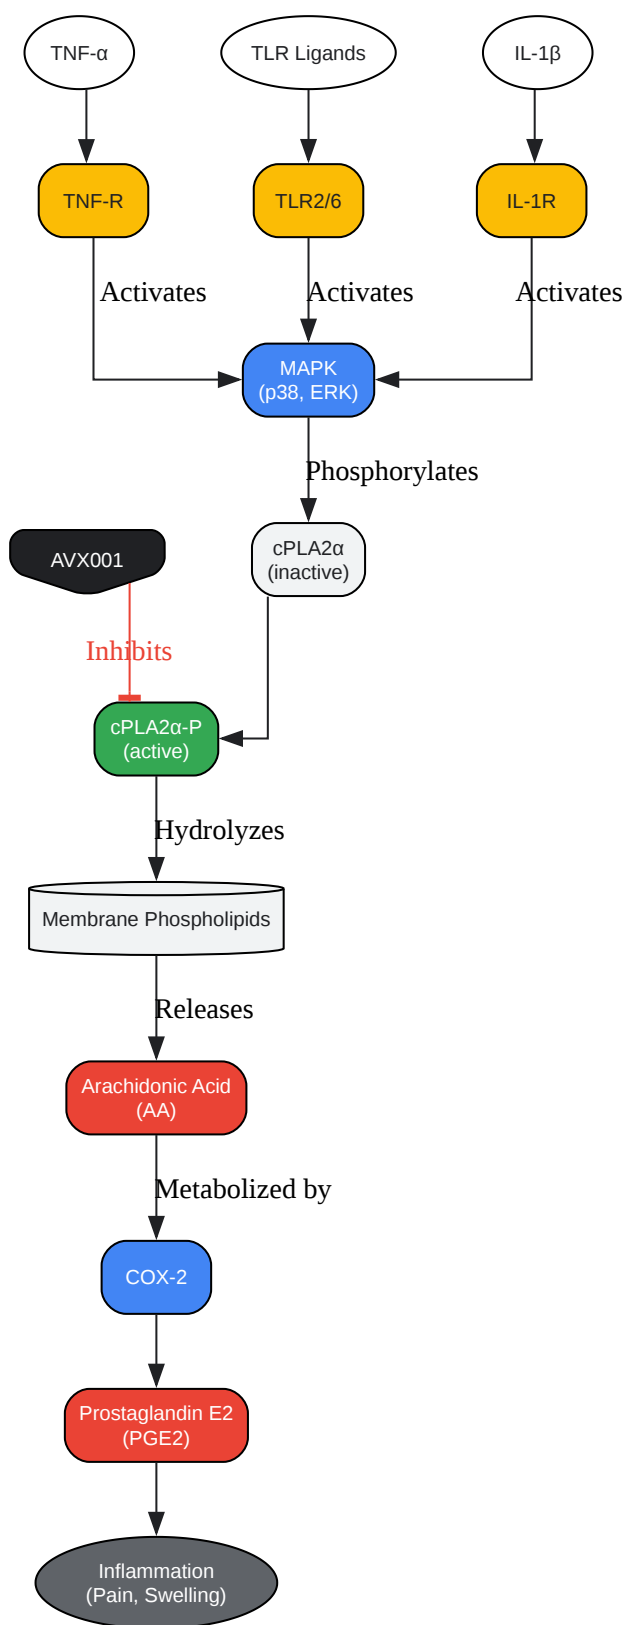 TNF-α
TLR Ligands
IL-1β
TNF-R
TLR2/6
IL-1R
Activates
Activates
Activates
MAPK
(p38, ERK)
Phosphorylates
cPLA2α
(inactive)
AVX001
Inhibits
cPLA2α-P
(active)
Hydrolyzes
Membrane Phospholipids
Releases
Arachidonic Acid
(AA)
Metabolized by
COX-2
Prostaglandin E2
(PGE2)
Inflammation
(Pain, Swelling)